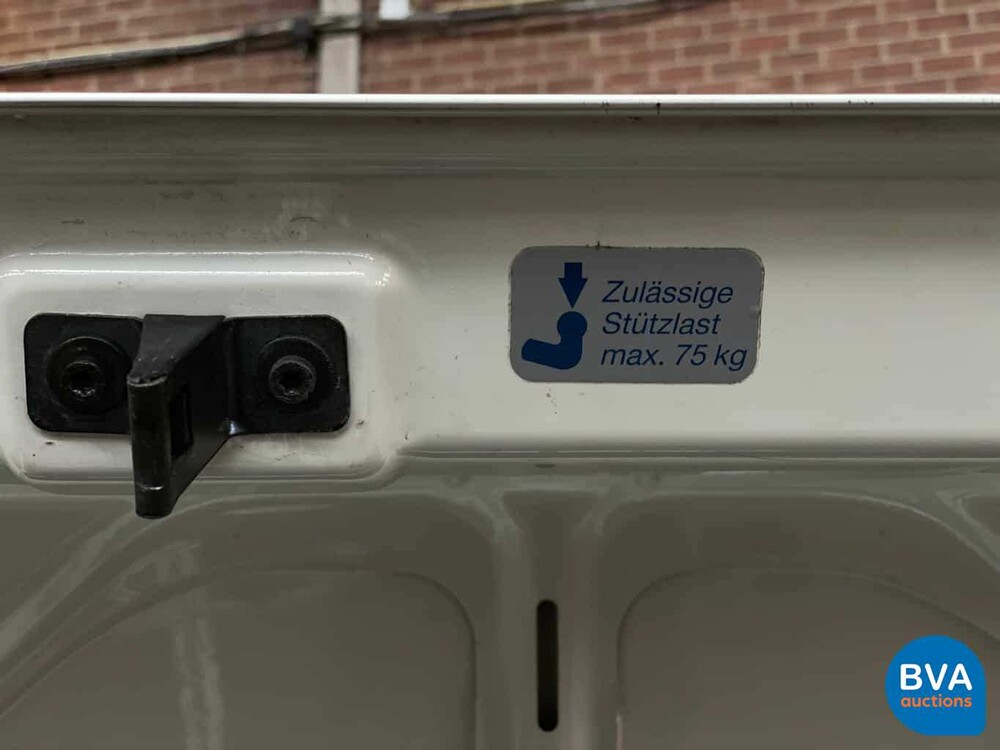 Zulässige
Stützlast
max. 75 kg
BVA
auctions